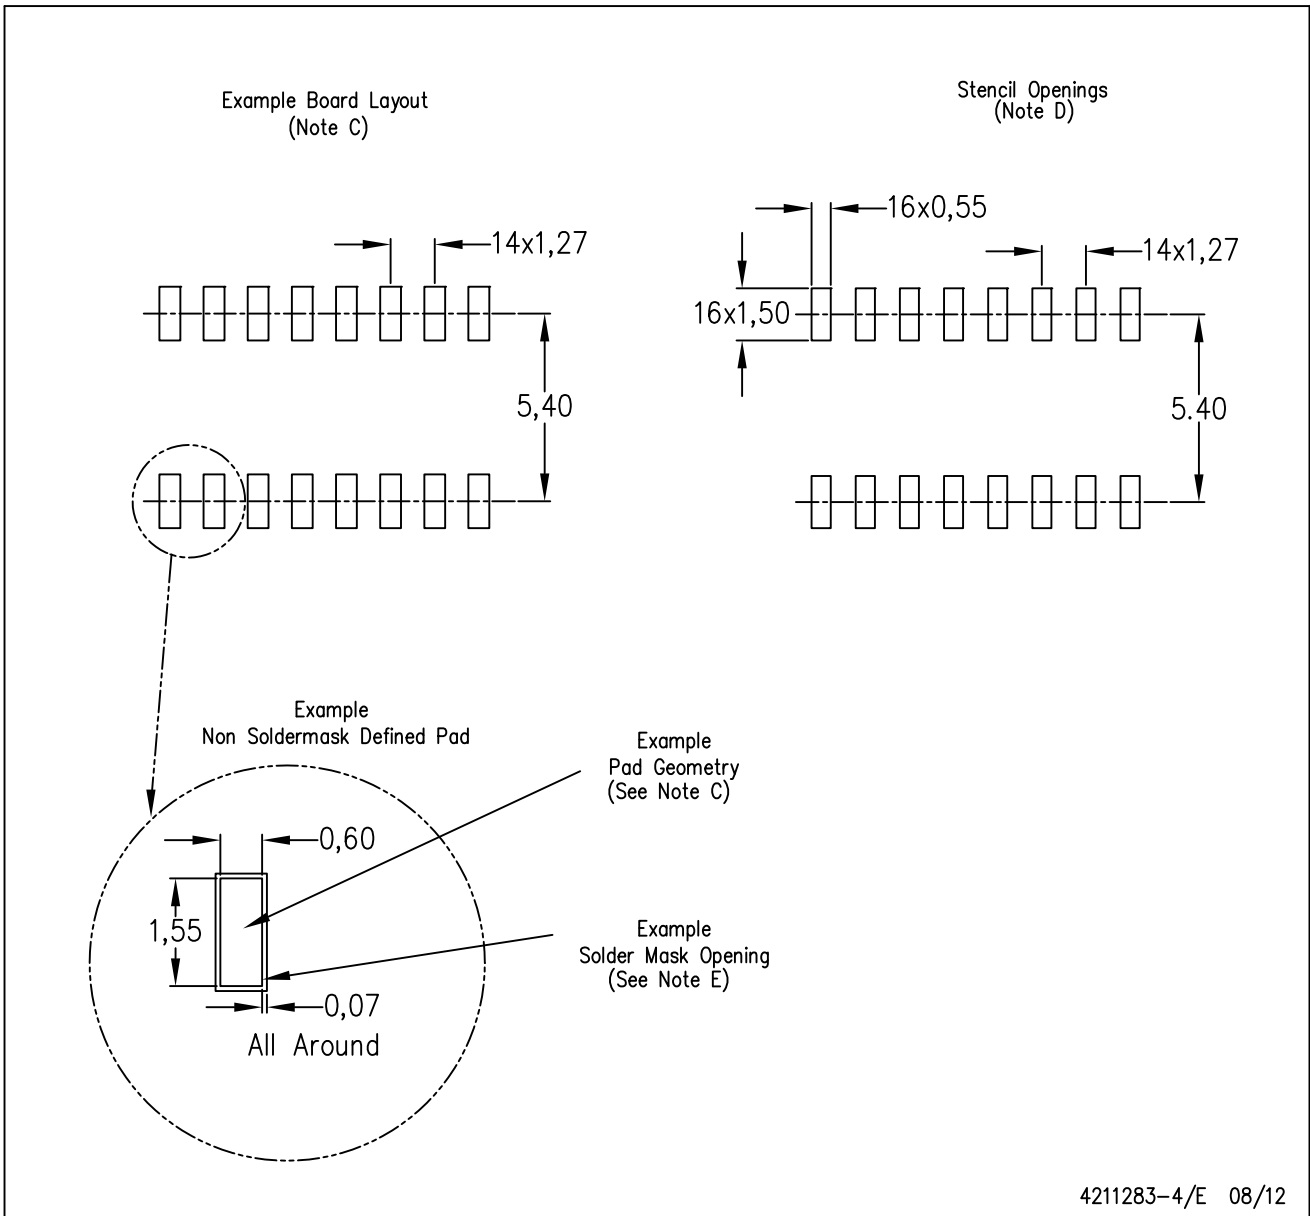 Example Board Layout
(Note C)
Stencil Openings
(Note D)
16x0,55
14x1,27
14x1,27
16x1,50
5,40
5.40
Example
Non Soldermask Defined Pad
Example
Pad Geometry
(See Note C)
0,60
1,55
Example
Solder Mask Opening
(See Note E)
0,07
All Around
4211283-4/E 08/12